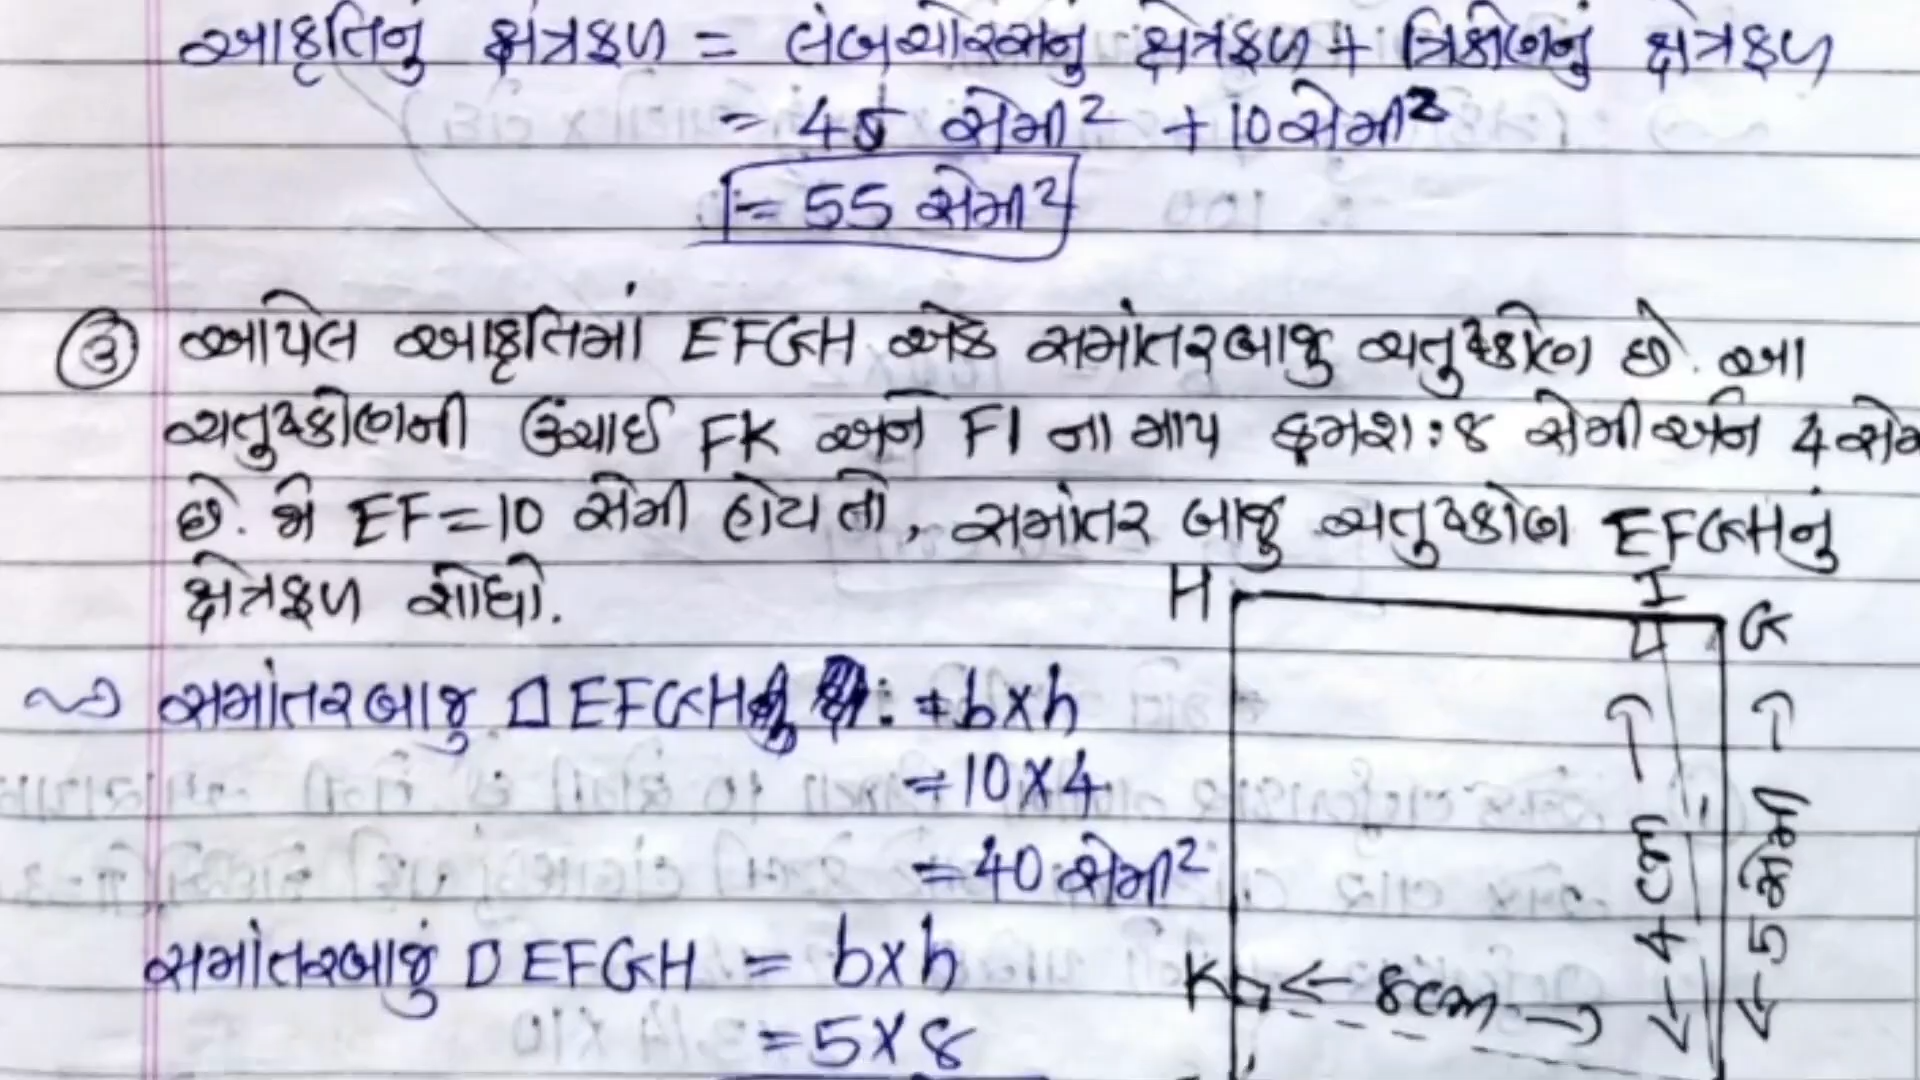 આકૃતિનું ક્ષેત્રફળ = લંબચોરસનું ક્ષેત્રફળ + ત્રિકોણનું ક્ષેત્રફળ
= 45 સેમી² + 10 સેમી²
= 55 સેમી²
③ આપેલ આકૃતિમાં EFGH એક સમાંતરબાજુ ચતુષ્કોણ છે. આ
ચતુષ્કોણની ઉંચાઈ FK અને FI ના માપ ક્રમશઃ 8 સેમી અને 4 સેમ
છે. જો EF = 10 સેમી હોય તો, સમાંતર બાજુ ચતુષ્કોણ EFGHનું
ક્ષેત્રફળ શોધો.
H I G
સમાંતરબાજુ □ EFGHનું : = b×h
= 10×4
= 40 સેમી²
4 cm
5 સેમી
સમાંતરબાજું □ EFGH = b×h
K ← 8cm →
= 5×8